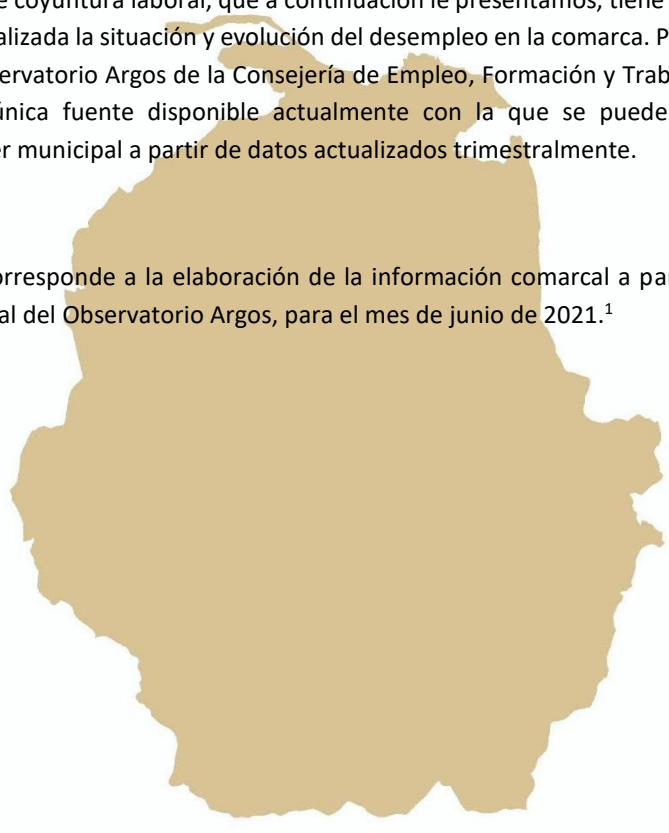 e coyuntura laboral, que a continuación le presentamos, tiene
alizada la situación y evolución del desempleo en la comarca. P
servatorio Argos de la Consejería de Empleo, Formación y Trab
única fuente disponible actualmente con la que se puede
er municipal a partir de datos actualizados trimestralmente.
orresponde a la elaboración de la información comarcal a par
al del Observatorio Argos, para el mes de junio de 2021.¹